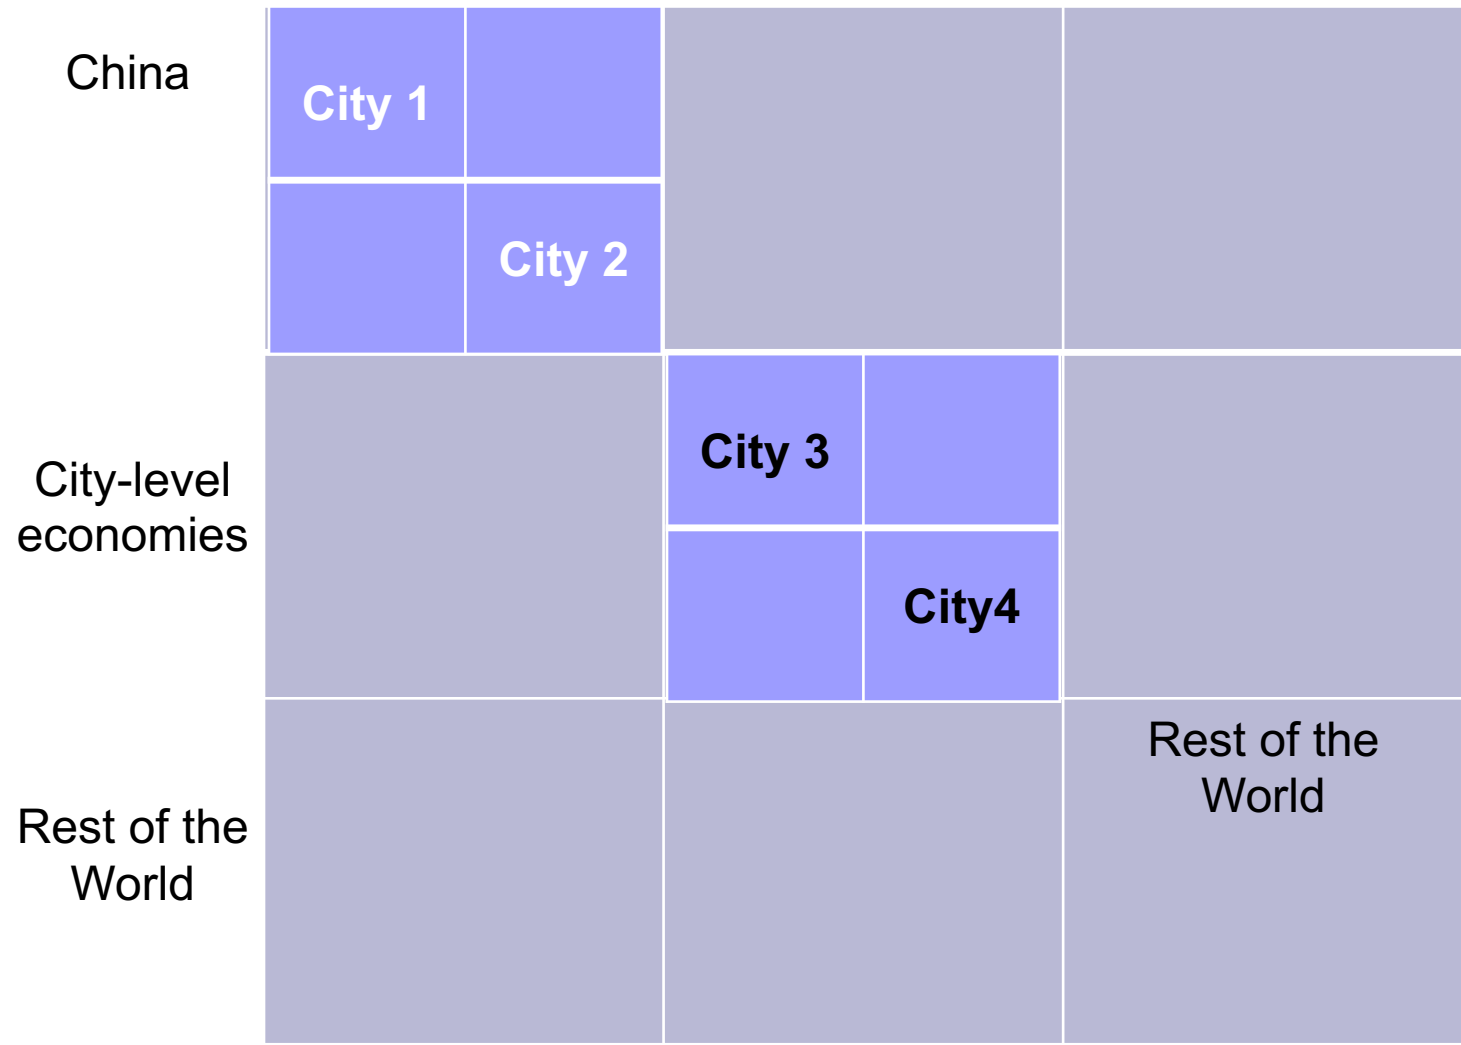 China
City 1
City 2
City-level
economies
City 3
City4
Rest of the
World
Rest of the
World